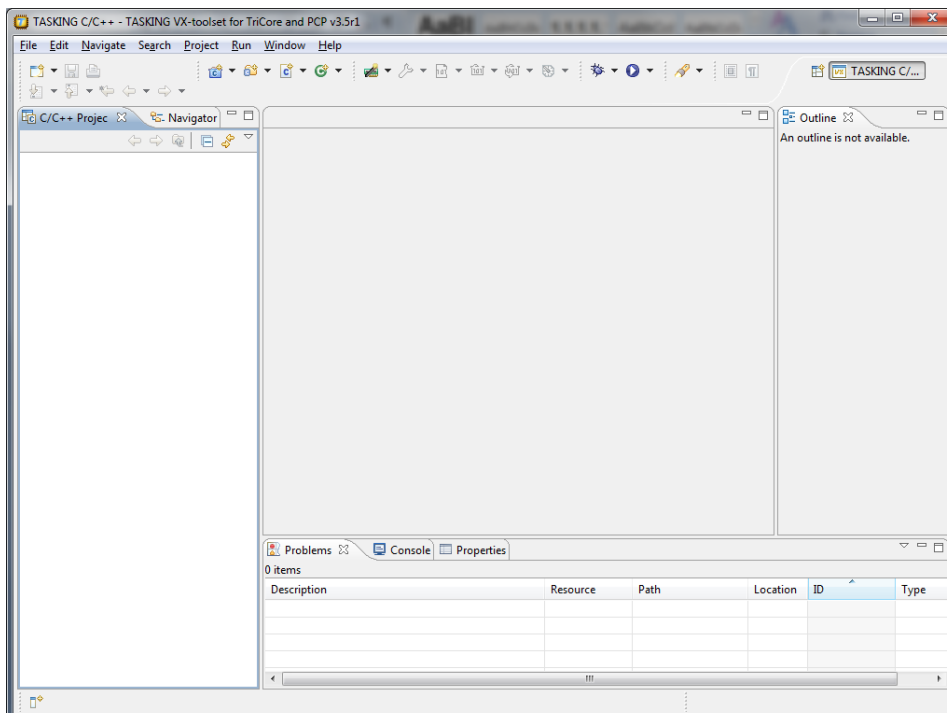 TASKING C/C++ - TASKING VX-toolset for TriCore and PCP v3.5r1
File Edit Navigate Search Project Run Window Help
TASKING C/...
C/C++ Projec Navigator
Outline
An outline is not available.
Problems Console Properties
0 items
Description Resource Path Location ID Type